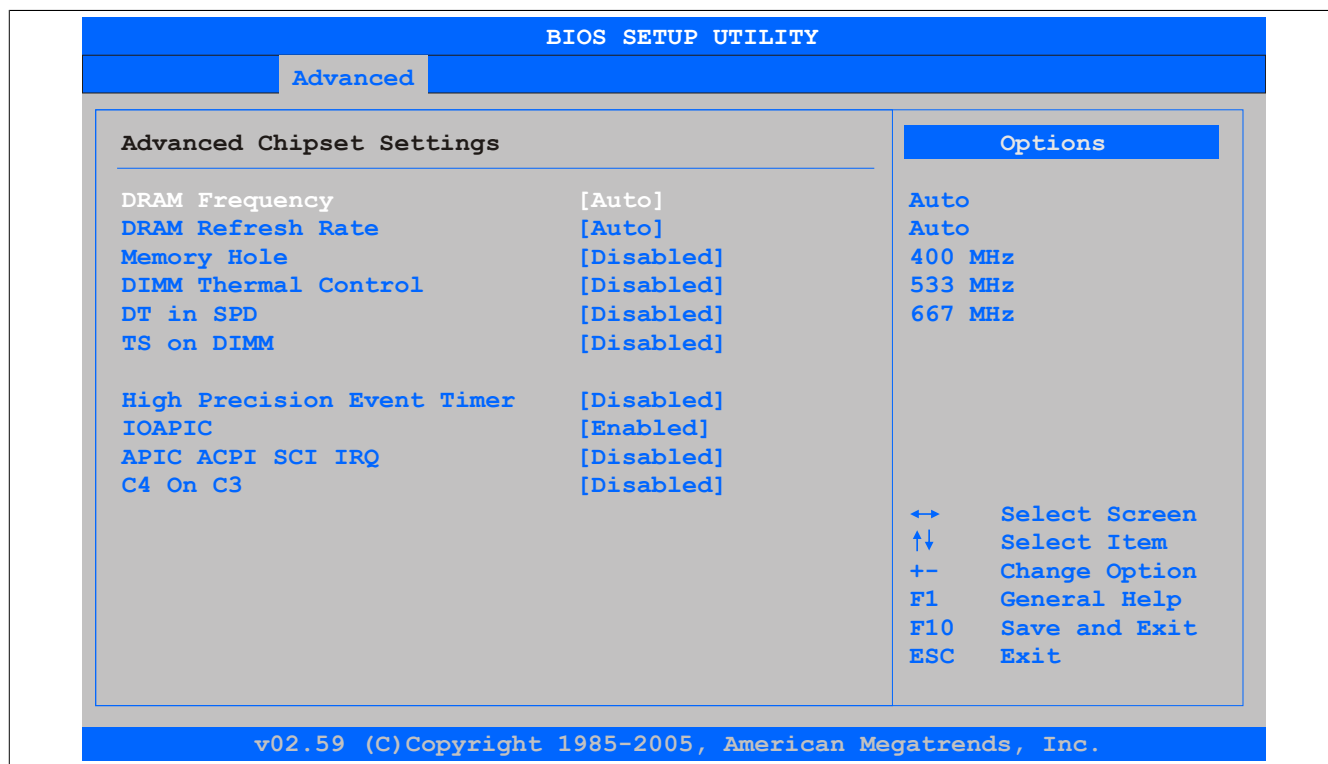 BIOS SETUP UTILITY
Advanced
Advanced Chipset Settings
DRAM Frequency [Auto]
DRAM Refresh Rate [Auto]
Memory Hole [Disabled]
DIMM Thermal Control [Disabled]
DT in SPD [Disabled]
TS on DIMM [Disabled]
High Precision Event Timer [Disabled]
IOAPIC [Enabled]
APIC ACPI SCI IRQ [Disabled]
C4 On C3 [Disabled]
Options
Auto
Auto
400 MHz
533 MHz
667 MHz
↔ Select Screen
↑↓ Select Item
+- Change Option
F1 General Help
F10 Save and Exit
ESC Exit
v02.59 (C)Copyright 1985-2005, American Megatrends, Inc.